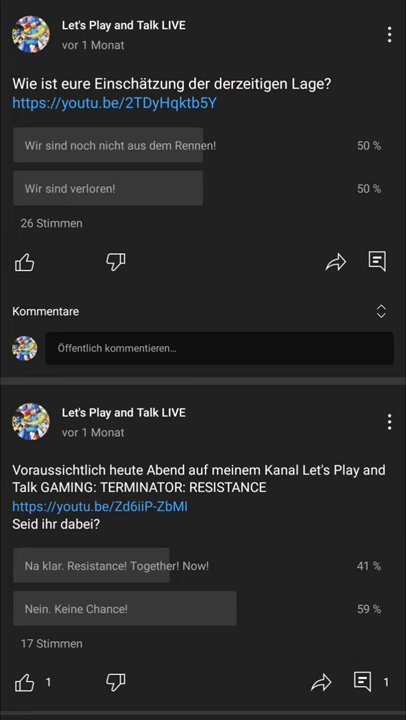 Let's Play and Talk LIVE
vor 1 Monat
Wie ist eure Einschätzung der derzeitigen Lage?
https://youtu.be/2TDyHqktb5Y
Wir sind noch nicht aus dem Rennen! 50 %
Wir sind verloren! 50 %
26 Stimmen
Kommentare
Öffentlich kommentieren...
Let's Play and Talk LIVE
vor 1 Monat
Voraussichtlich heute Abend auf meinem Kanal Let's Play and
Talk GAMING: TERMINATOR: RESISTANCE
https://youtu.be/Zd6iiP-ZbMI
Seid ihr dabei?
Na klar. Resistance! Together! Now! 41 %
Nein. Keine Chance! 59 %
17 Stimmen
1 1